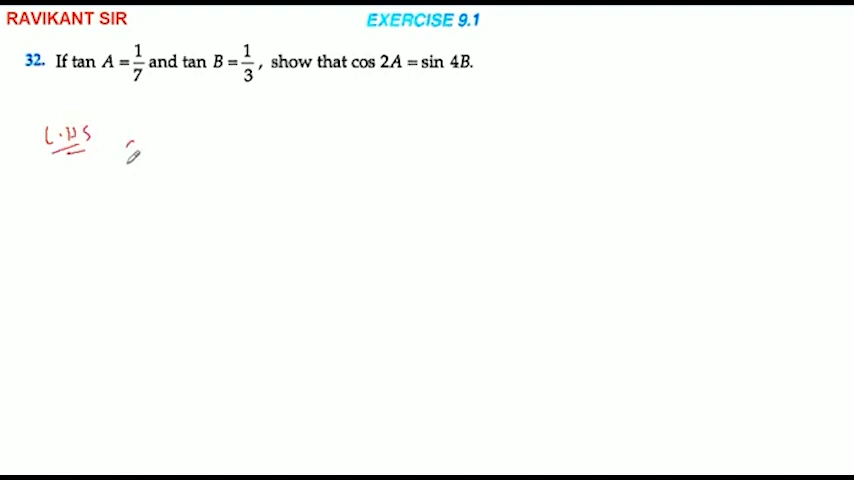 RAVIKANT SIR
EXERCISE 9.1
32. If tan A = 1/7 and tan B = 1/3, show that cos 2A = sin 4B.
L.H.S